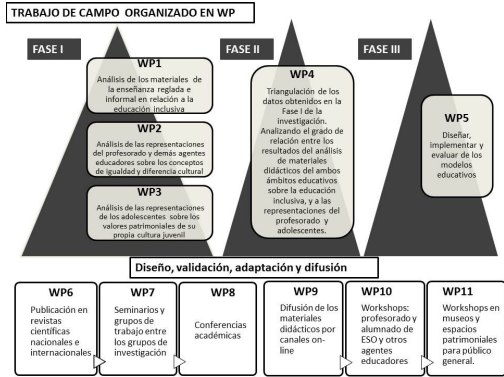 TRABAJO DE CAMPO ORGANIZADO EN WP
FASE I
WP1
Análisis de los materiales de
la enseñanza reglada e
informal en relación a la
educación inclusiva
WP2
Análisis de las representaciones
del profesorado y demás agentes
educadores sobre los conceptos
de igualdad y diferencia cultural
WP3
Análisis de las representaciones
de los adolescentes sobre los
valores patrimoniales de su
propia cultura juvenil
FASE II
WP4
Triangulación de los
datos obtenidos en la
Fase I de la
investigación.
Analizando el grado de
relación entre los
resultados del análisis
de materiales
didácticos del ambos
ámbitos educativos
sobre la educación
inclusiva, y a las
representaciones del
profesorado y
adolescentes.
FASE III
WP5
Diseñar,
implementar y
evaluar de los
modelos
educativos
Diseño, validación, adaptación y difusión
WP6
Publicación en
revistas
científicas
nacionales e
internacionales
WP7
Seminarios y
grupos de
trabajo entre
los grupos de
investigación
WP8
Conferencias
académicas
WP9
Difusión de los
materiales
didácticos por
canales on-
line
WP10
Workshops:
profesorado y
alumnado de
ESO y otros
agentes
educadores
WP11
Workshops en
museos y
espacios
patrimoniales
para público
general.